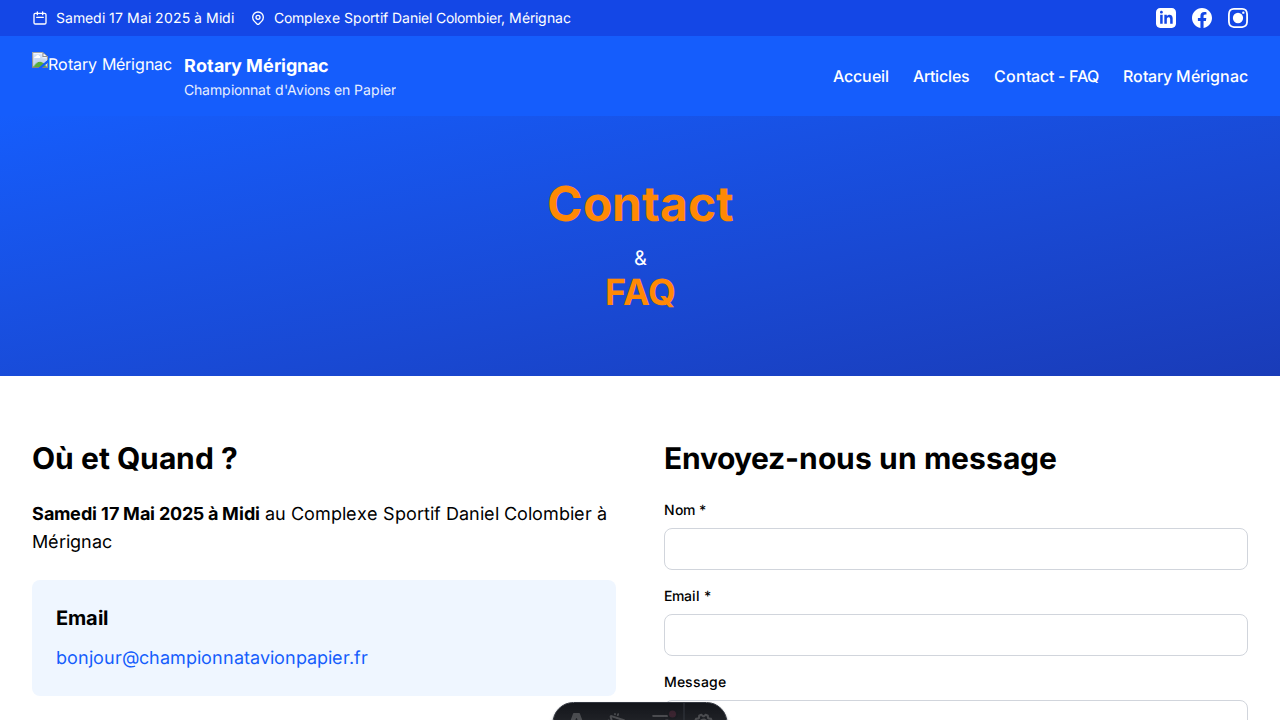 Samedi 17 Mai 2025 à Midi
Complexe Sportif Daniel Colombier, Mérignac
Rotary Mérignac
Rotary Mérignac
Championnat d'Avions en Papier
Accueil
Articles
Contact - FAQ
Rotary Mérignac
Contact
&
FAQ
Où et Quand ?
Samedi 17 Mai 2025 à Midi au Complexe Sportif Daniel Colombier à
Mérignac
Email
bonjour@championnatavionpapier.fr
Envoyez-nous un message
Nom *
Email *
Message